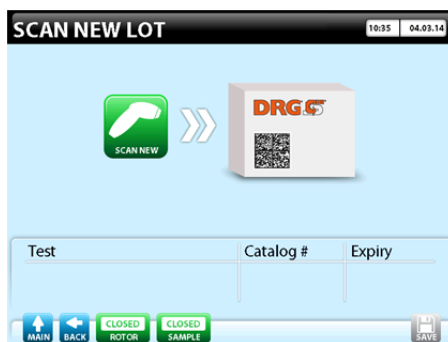 SCAN NEW LOT
10:35 04.03.14
SCAN NEW
DRG
Test Catalog # Expiry
MAIN BACK CLOSED ROTOR CLOSED SAMPLE SAVE